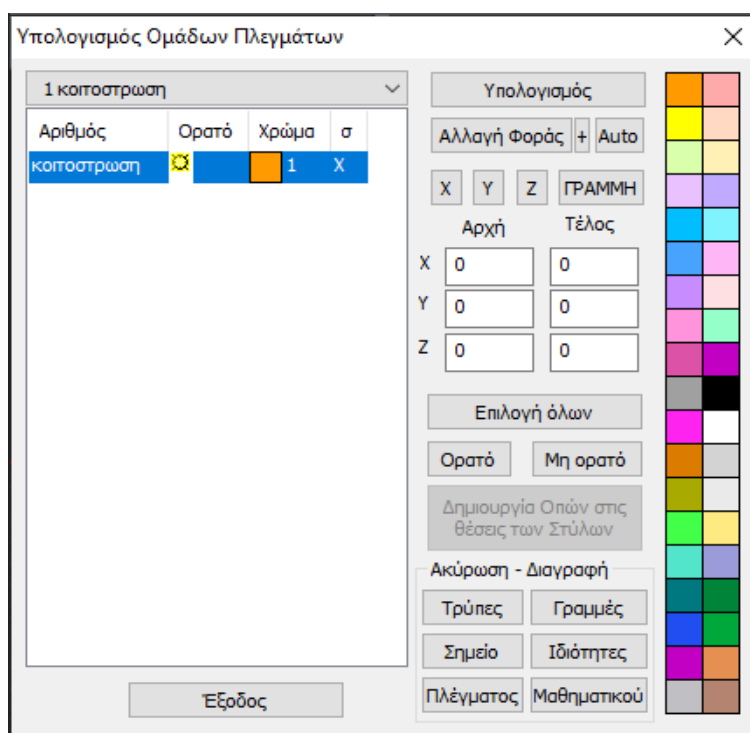 Υπολογισμός Ομάδων Πλεγμάτων
1 κοιτοστρωση
Αριθμός Ορατό Χρώμα σ
κοιτοστρωση 1 X
Υπολογισμός
Αλλαγή Φοράς + Auto
X Y Z ΓΡΑΜΜΗ
Αρχή Τέλος
X 0 0
Y 0 0
Z 0 0
Επιλογή όλων
Ορατό Μη ορατό
Δημιουργία Οπών στις
θέσεις των Στύλων
Ακύρωση - Διαγραφή
Τρύπες Γραμμές
Σημείο Ιδιότητες
Πλέγματος Μαθηματικού
Έξοδος